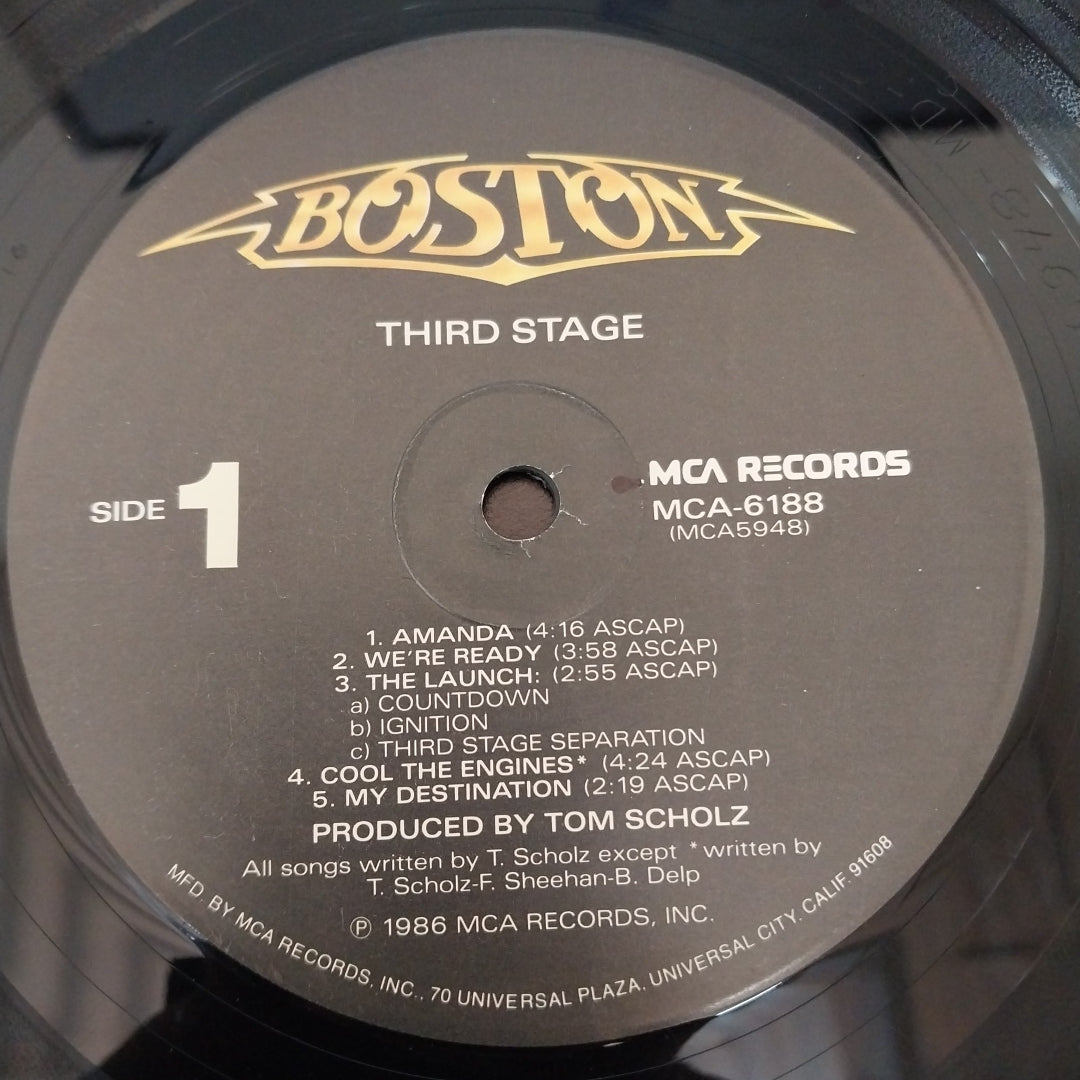 BOSTON
THIRD STAGE
SIDE 1
MCA RECORDS
MCA-6188
(MCA5948)
1. AMANDA (4:16 ASCAP)
2. WE'RE READY (3:58 ASCAP)
3. THE LAUNCH: (2:55 ASCAP)
a) COUNTDOWN
b) IGNITION
c) THIRD STAGE SEPARATION
4. COOL THE ENGINES* (4:24 ASCAP)
5. MY DESTINATION (2:19 ASCAP)
PRODUCED BY TOM SCHOLZ
All songs written by T. Scholz except *written by
T. Scholz-F. Sheehan-B. Delp
℗ 1986 MCA RECORDS, INC.
MFD. BY MCA RECORDS, INC., 70 UNIVERSAL PLAZA, UNIVERSAL CITY, CALIF. 91608